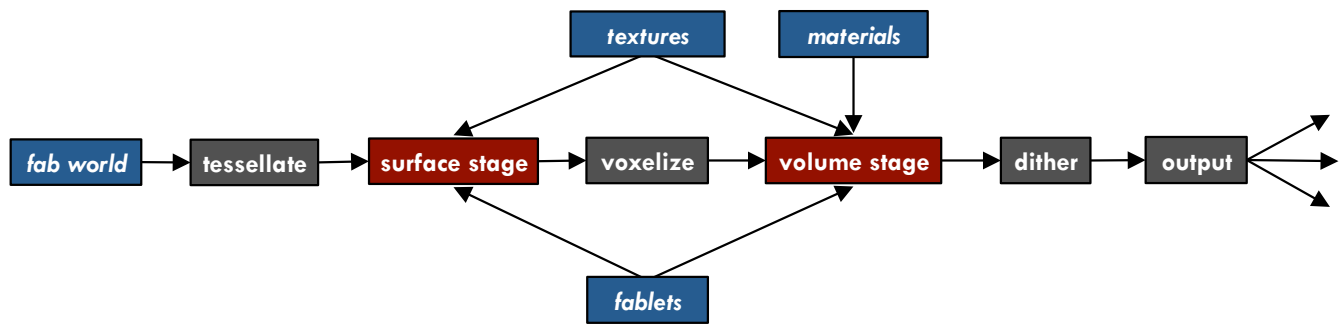 textures
materials
fab world
tessellate
surface stage
voxelize
volume stage
dither
output
fablets